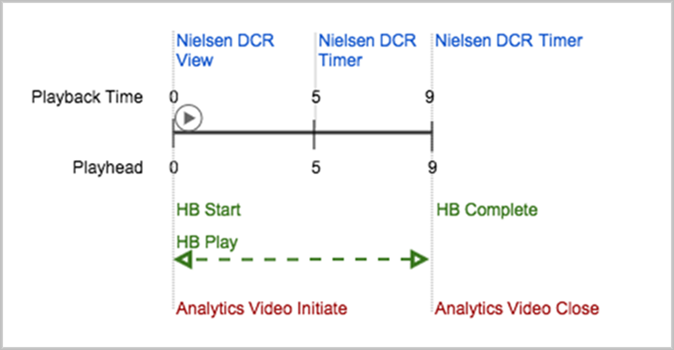 Nielsen DCR View
Nielsen DCR Timer
Nielsen DCR Timer
Playback Time 0 5 9
Playhead 0 5 9
HB Start
HB Complete
HB Play
Analytics Video Initiate
Analytics Video Close